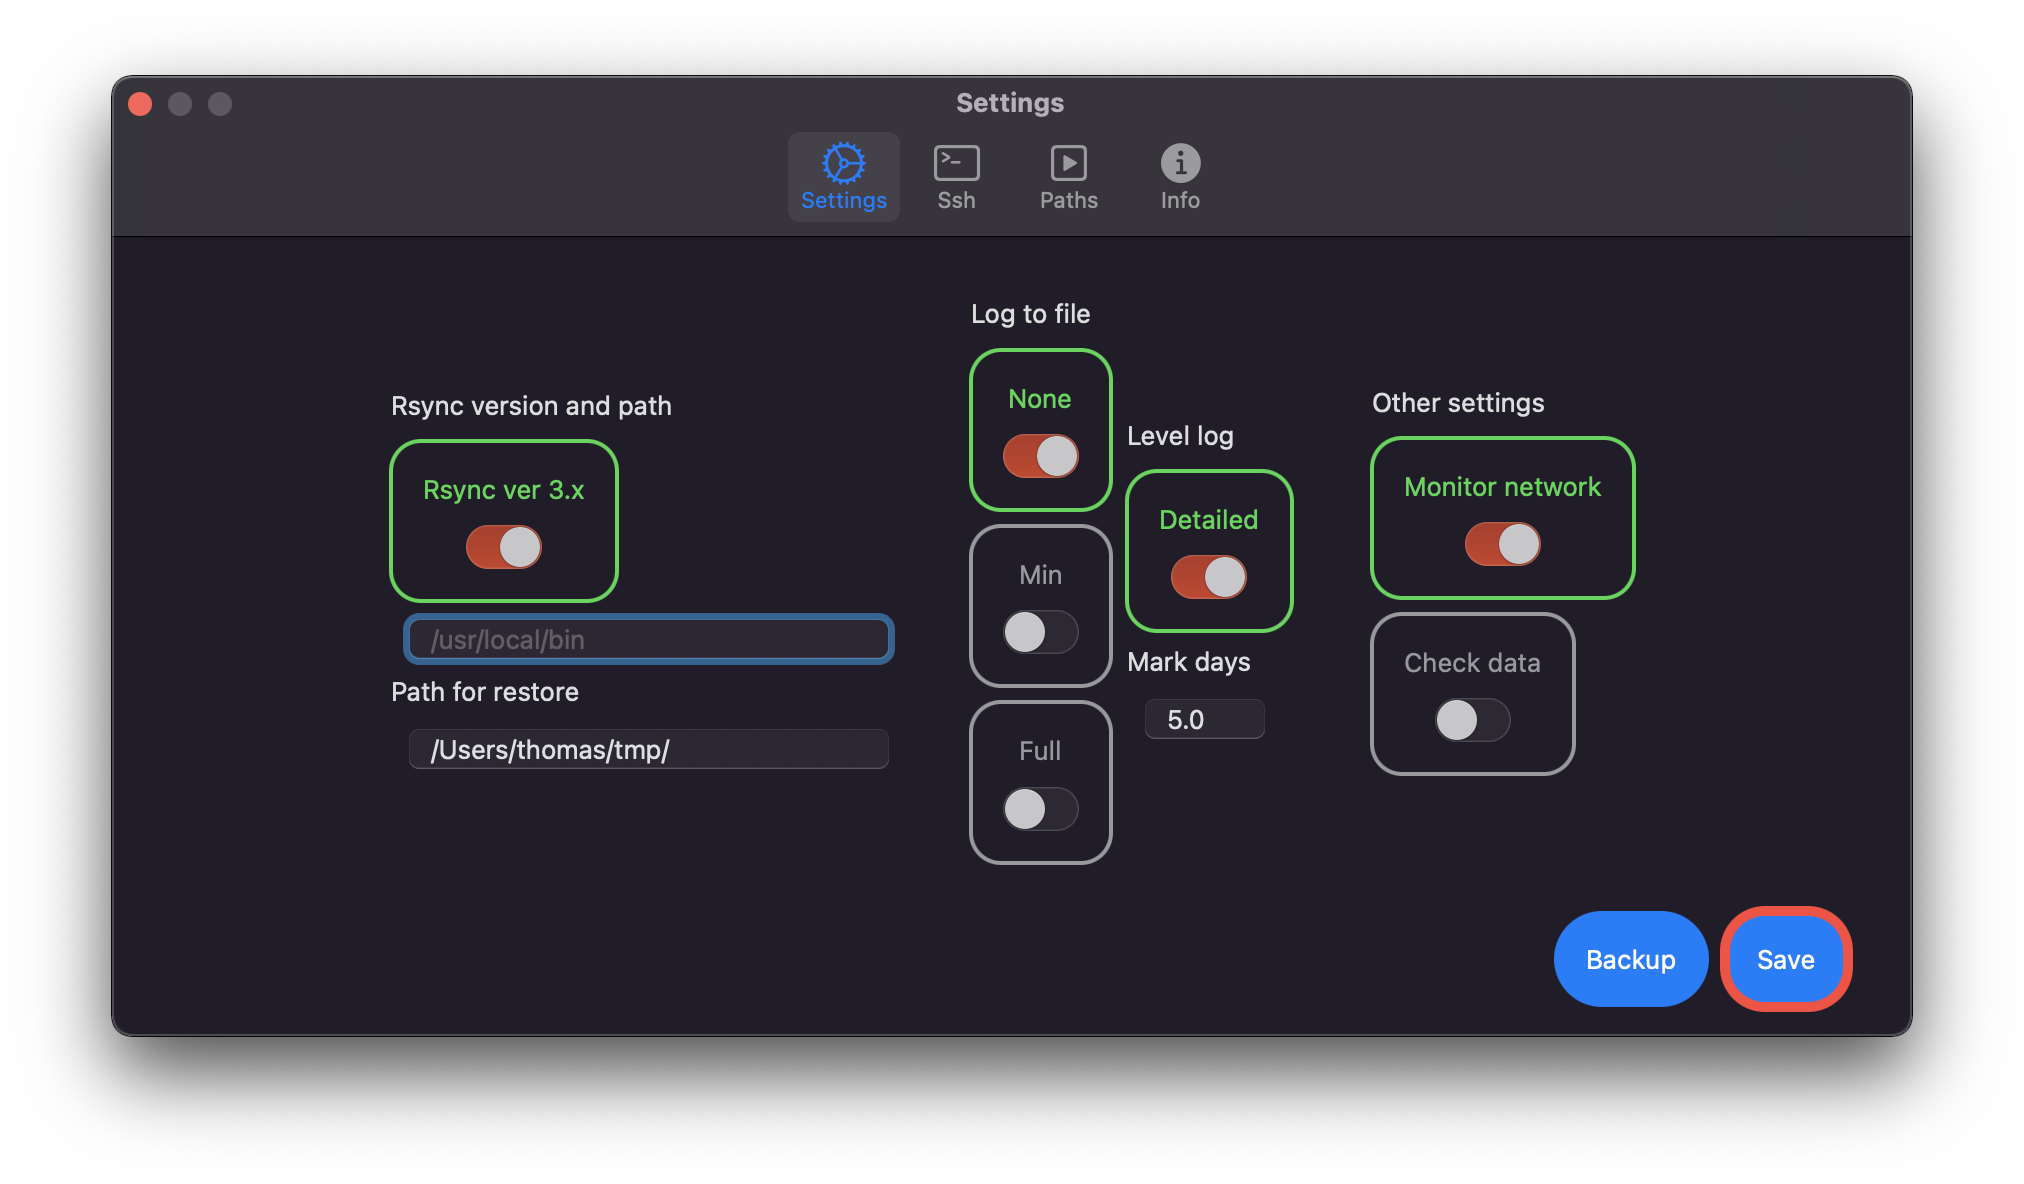 Settings
Settings
Ssh
Paths
Info
Rsync version and path
Rsync ver 3.x
/usr/local/bin
Path for restore
/Users/thomas/tmp/
Log to file
None
Min
Full
Level log
Detailed
Mark days
5.0
Other settings
Monitor network
Check data
Backup
Save